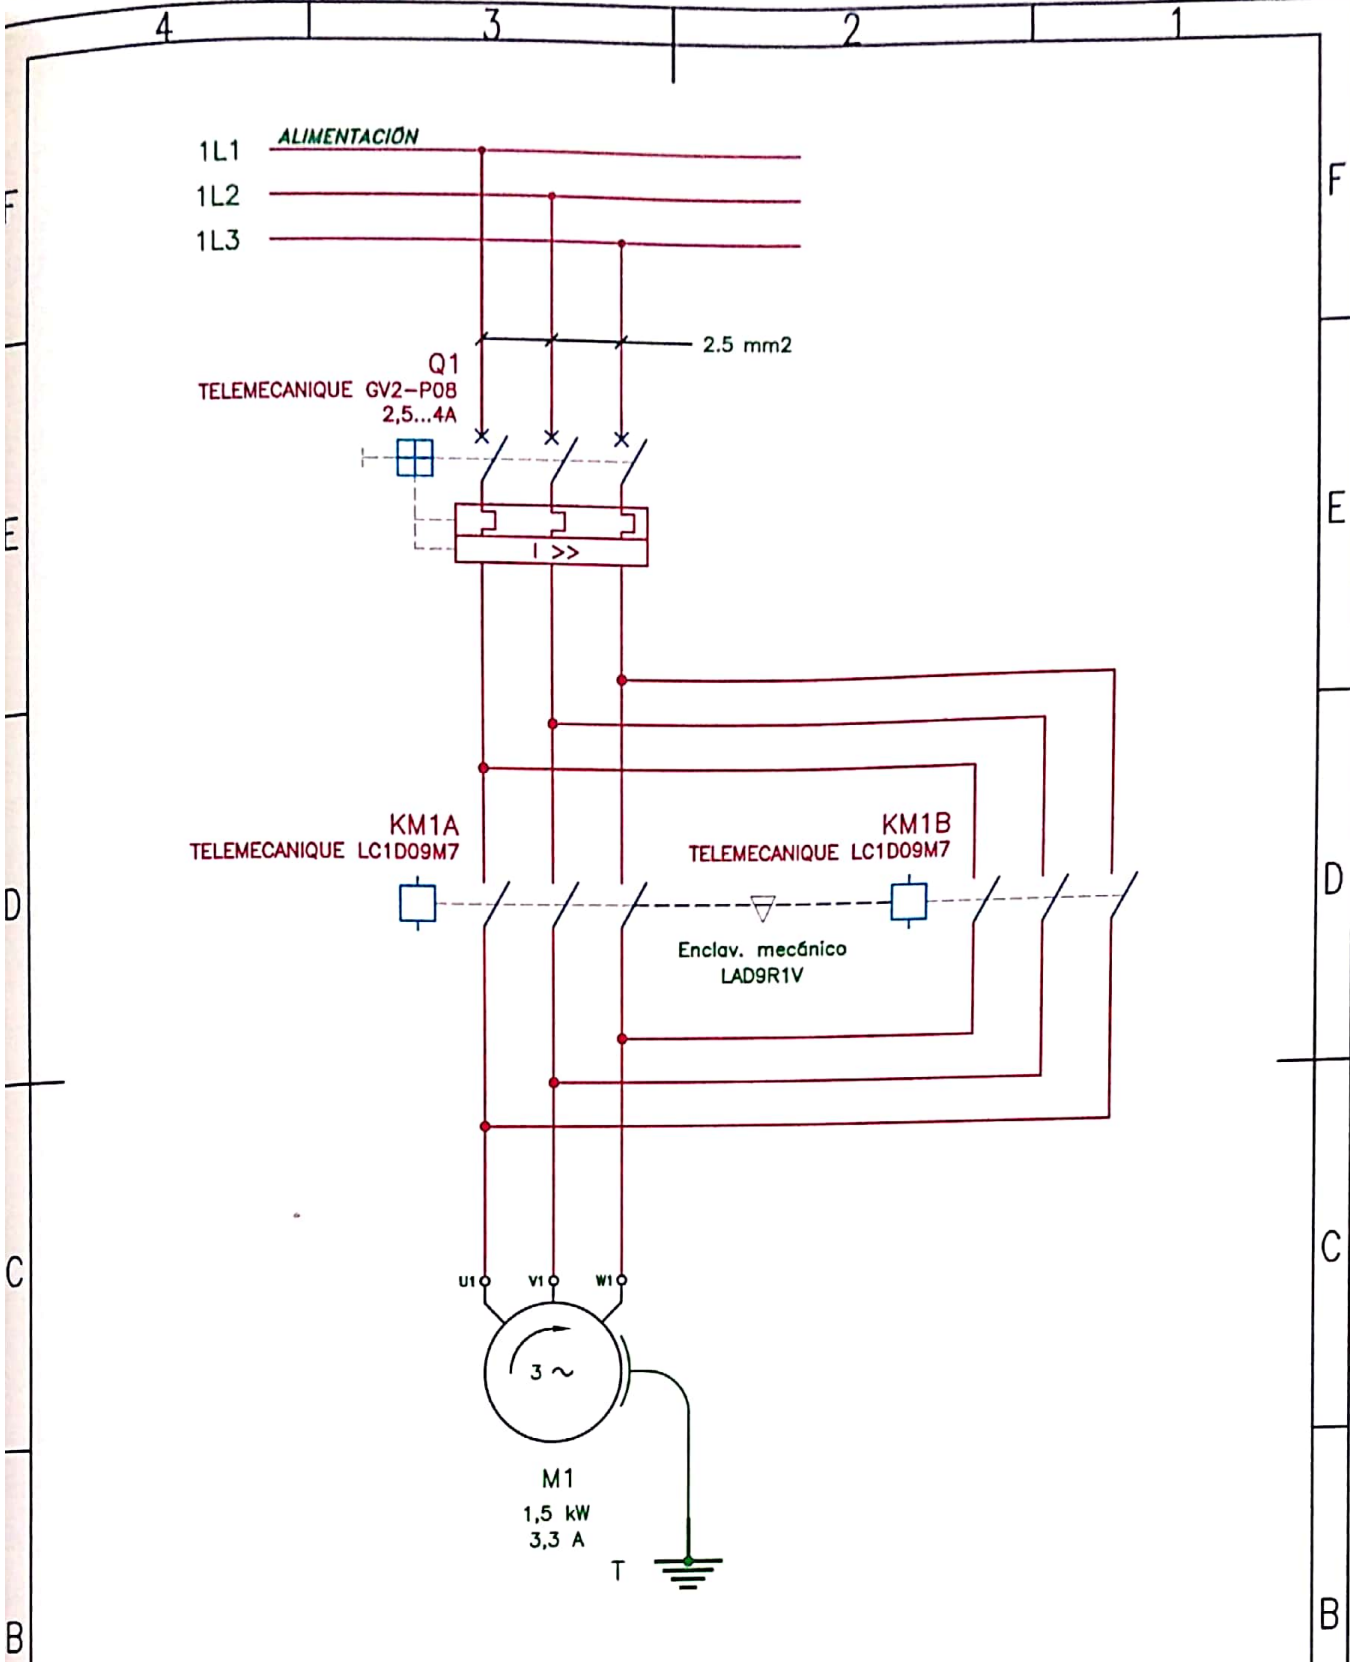 4 3 2 1
ALIMENTACIÓN
1L1
1L2
1L3
F
F
2.5 mm2
Q1
TELEMECANIQUE GV2-P08
2,5...4A
E
E
I >>
KM1A
TELEMECANIQUE LC1D09M7
KM1B
TELEMECANIQUE LC1D09M7
D
D
Enclav. mecánico
LAD9R1V
C
C
U1 V1 W1
3 ~
M1
1,5 kW
3,3 A
T
B
B